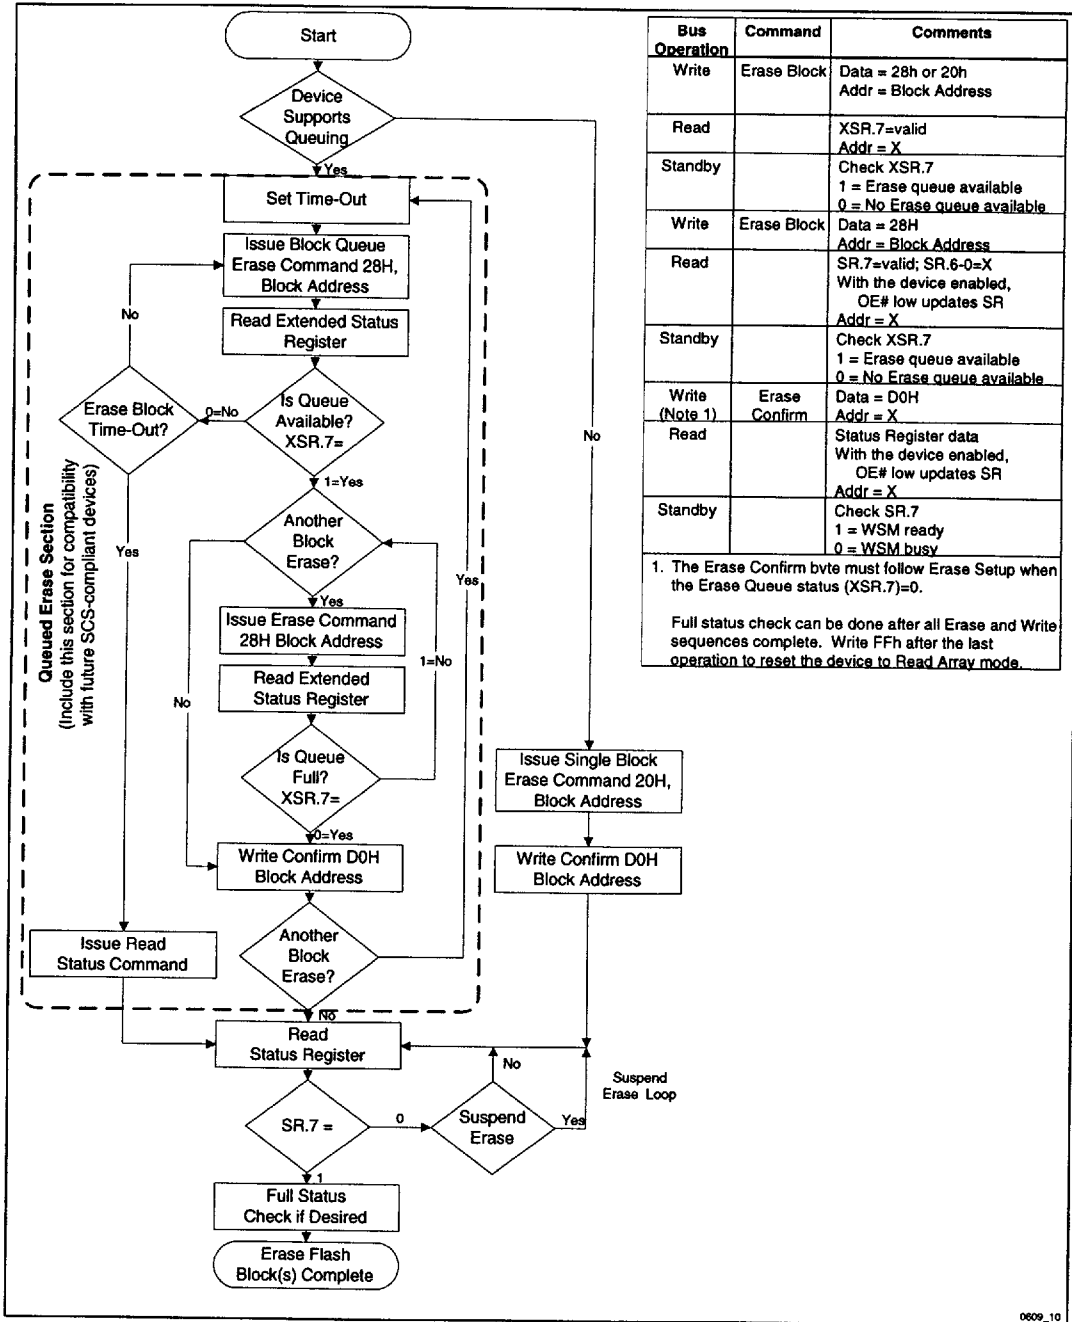 Start
Device
Supports
Queuing
Yes
Set Time-Out
Issue Block Queue
Erase Command 28H,
Block Address
No
Read Extended Status
Register
Erase Block
Time-Out?
0=No
Is Queue
Available?
XSR.7=
No
1=Yes
Another
Block
Erase?
Yes
Yes
Yes
Issue Erase Command
28H Block Address
1=No
Read Extended
Status Register
No
Is Queue
Full?
XSR.7=
0=Yes
Write Confirm D0H
Block Address
Issue Read
Status Command
Another
Block
Erase?
No
Queued Erase Section
(Include this section for compatibility
with future SCS-compliant devices)
Issue Single Block
Erase Command 20H,
Block Address
Write Confirm D0H
Block Address
Read
Status Register
No
Suspend
Erase Loop
SR.7 =
0
Suspend
Erase
Yes
1
Full Status
Check if Desired
Erase Flash
Block(s) Complete
Bus Operation Command Comments
Write Erase Block Data = 28h or 20h
Addr = Block Address
Read XSR.7=valid
Addr = X
Standby Check XSR.7
1 = Erase queue available
0 = No Erase queue available
Write Erase Block Data = 28H
Addr = Block Address
Read SR.7=valid; SR.6-0=X
With the device enabled,
OE# low updates SR
Addr = X
Standby Check XSR.7
1 = Erase queue available
0 = No Erase queue available
Write Erase Data = D0H
(Note 1) Confirm Addr = X
Read Status Register data
With the device enabled,
OE# low updates SR
Addr = X
Standby Check SR.7
1 = WSM ready
0 = WSM busy
1. The Erase Confirm byte must follow Erase Setup when
the Erase Queue status (XSR.7)=0.
Full status check can be done after all Erase and Write
sequences complete. Write FFh after the last
operation to reset the device to Read Array mode.
0609_10